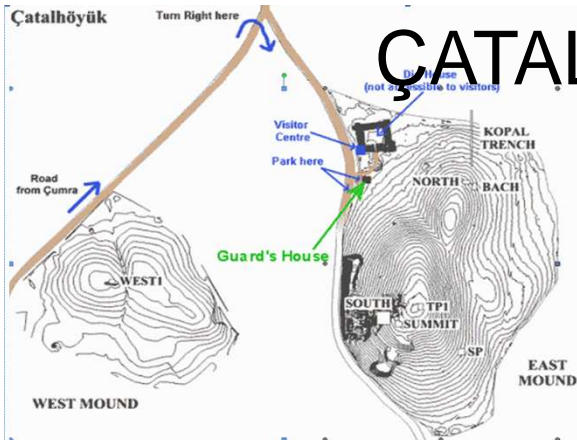 Çatalhöyük
Turn Right here
ÇATAL
Dig House
(not accessible to visitors)
Visitor
Centre
Park here
KOPAL
TRENCH
NORTH
BACH
Road
from Çumra
Guard's House
WEST1
SOUTH
TP1
SUMMIT
SP
EAST
MOUND
WEST MOUND